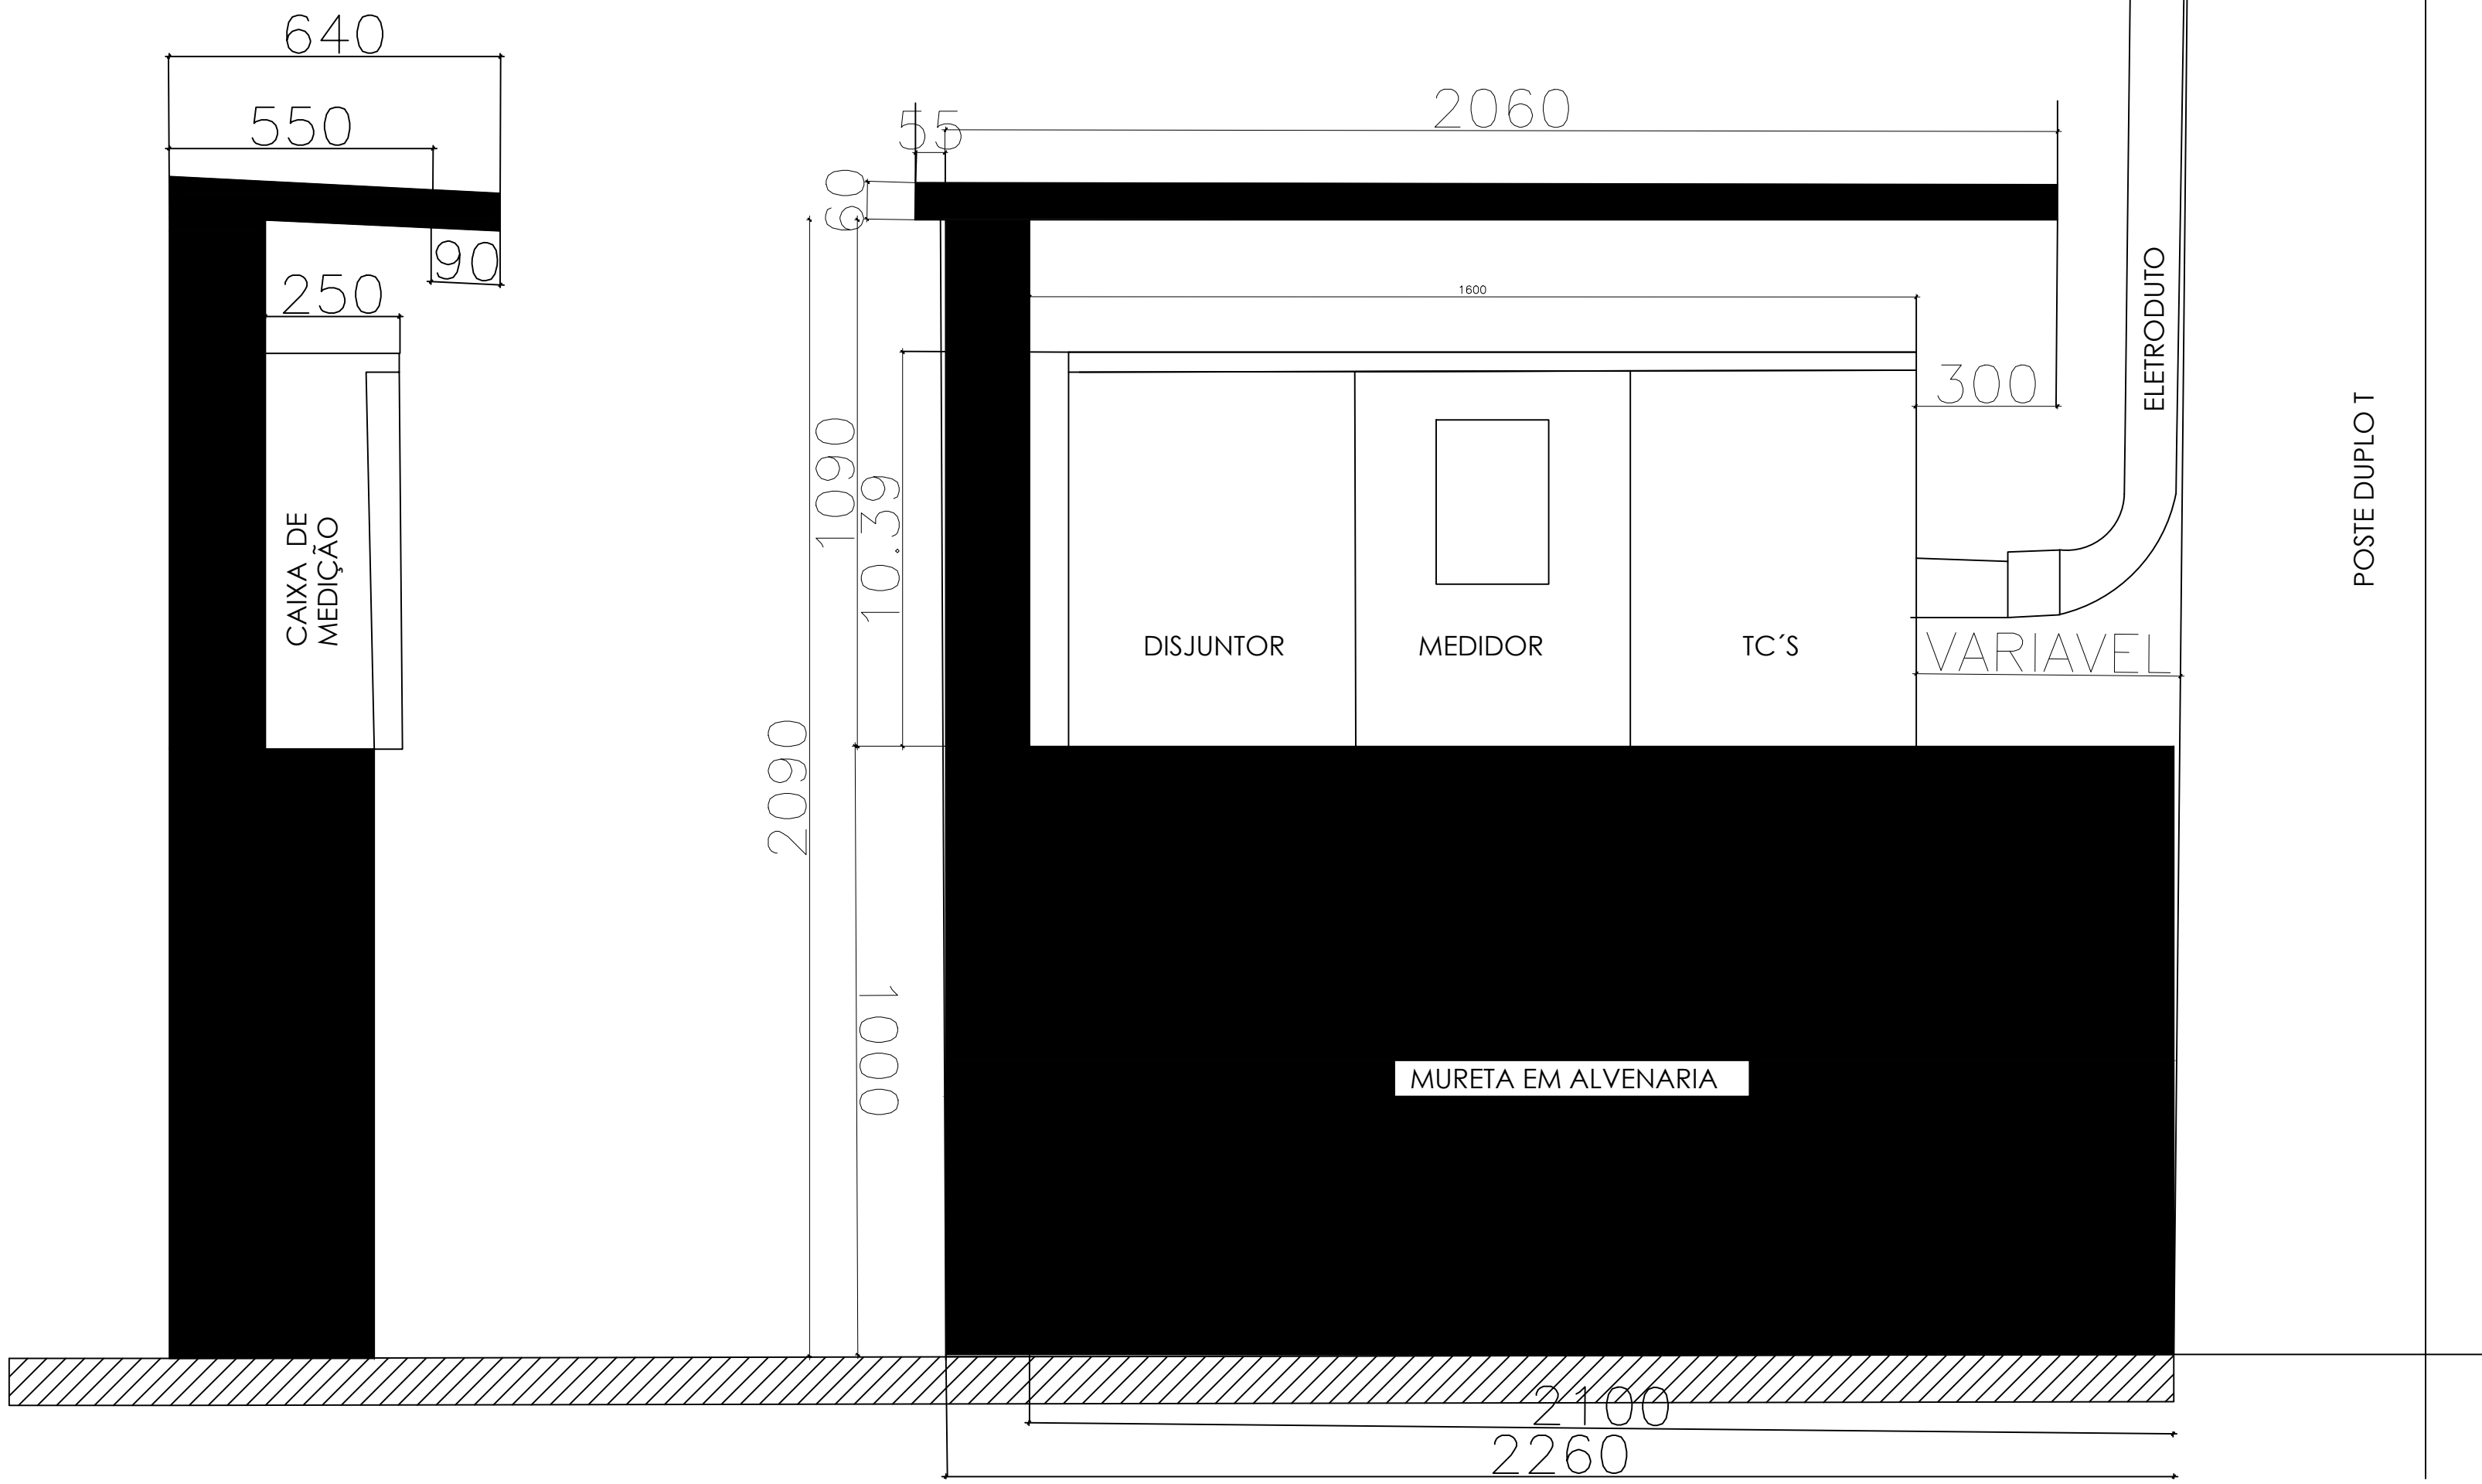 640
550
90
250
CAIXA DE
MEDIÇÃO
55
2060
60
1600
300
1090
10.39
2090
1000
DISJUNTOR
MEDIDOR
TC´S
VARIAVEL
ELETRODUTO
POSTE DUPLO T
MURETA EM ALVENARIA
2100
2260